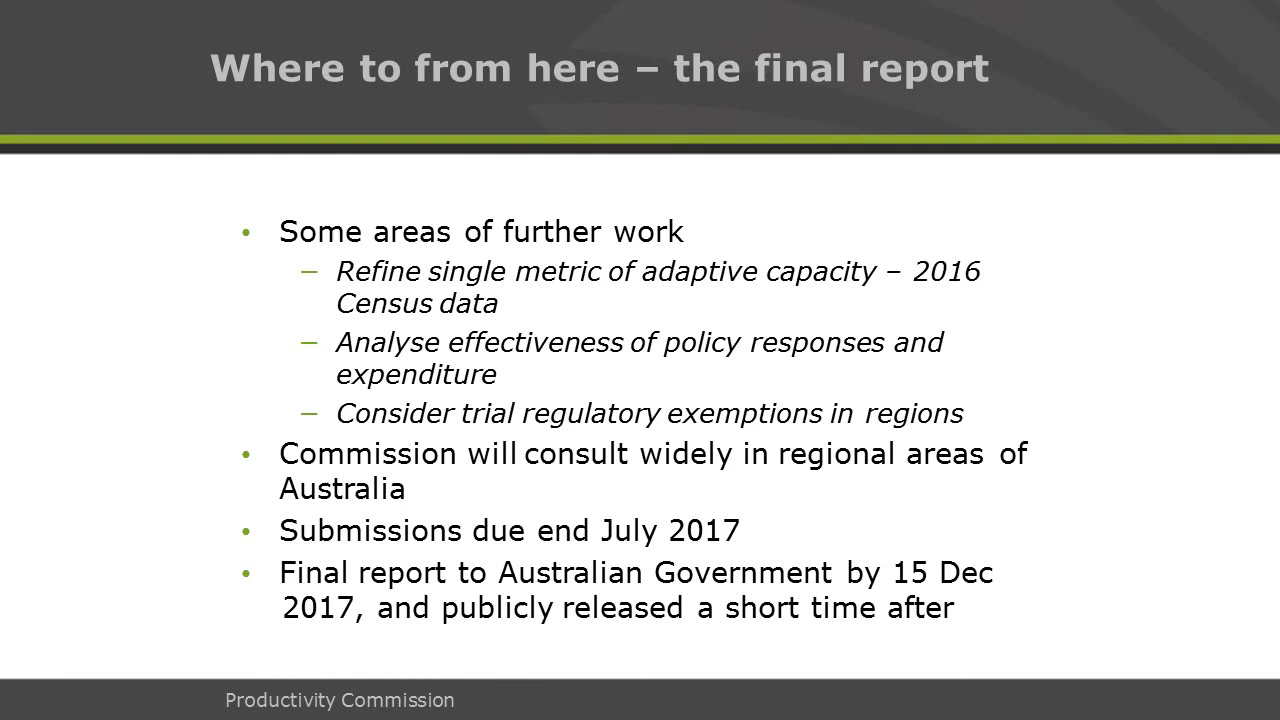 Where to from here – the final report
• Some areas of further work
– Refine single metric of adaptive capacity – 2016
Census data
– Analyse effectiveness of policy responses and
expenditure
– Consider trial regulatory exemptions in regions
• Commission will consult widely in regional areas of
Australia
• Submissions due end July 2017
• Final report to Australian Government by 15 Dec
2017, and publicly released a short time after
Productivity Commission